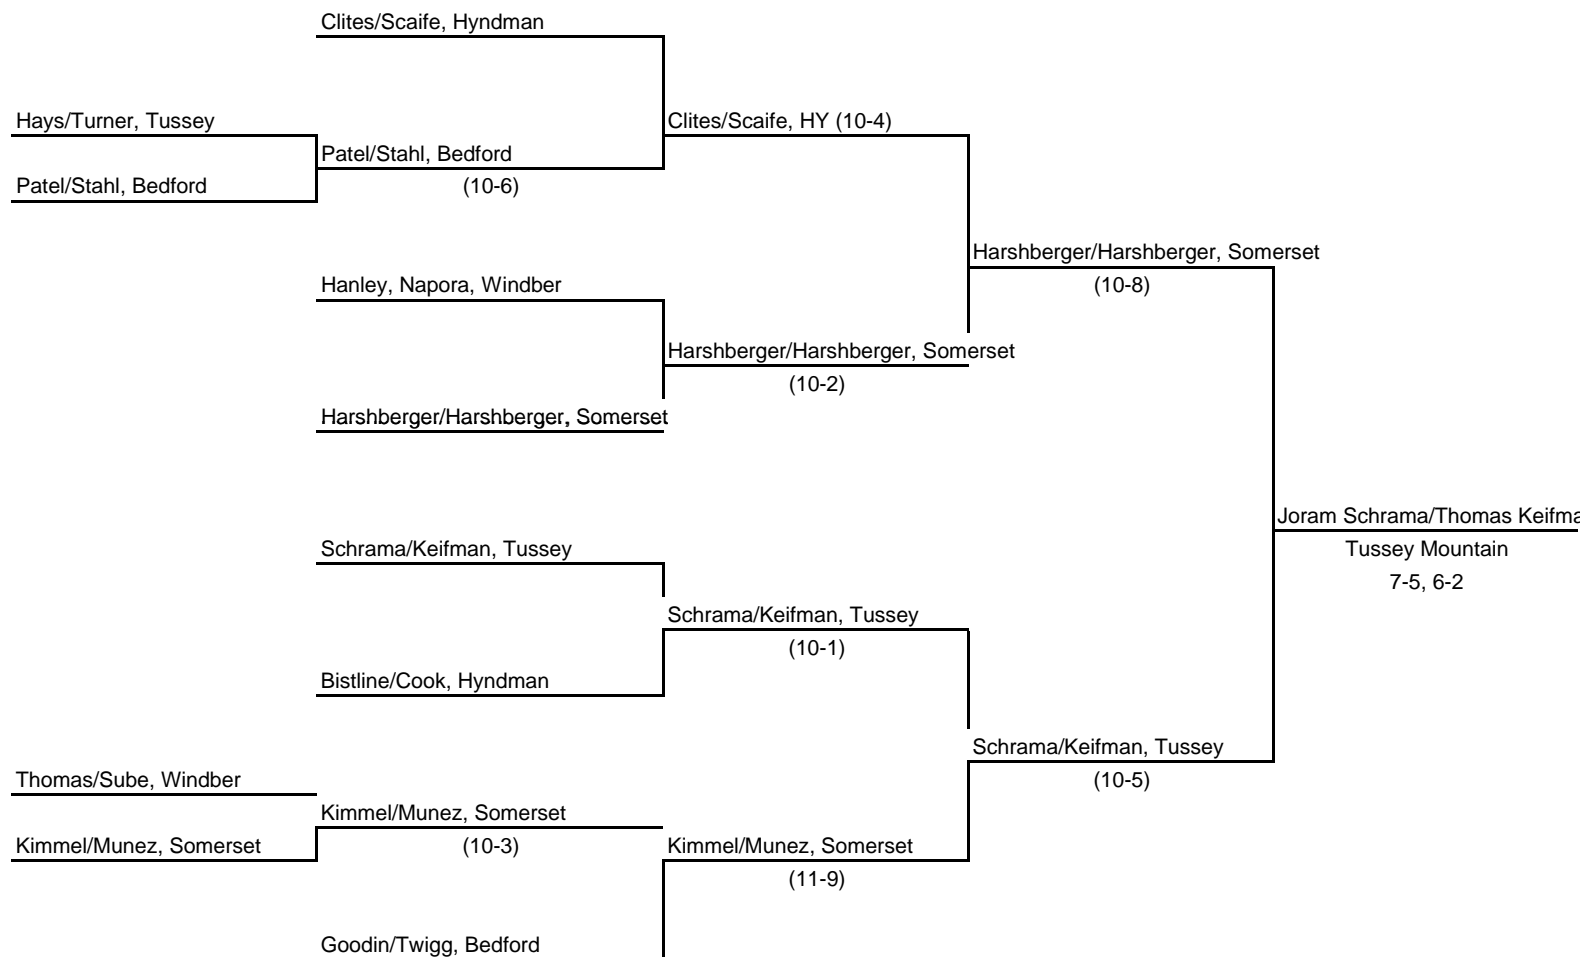 Clites/Scaife, Hyndman
Hays/Turner, Tussey
Clites/Scaife, HY (10-4)
Patel/Stahl, Bedford
Patel/Stahl, Bedford
(10-6)
Harshberger/Harshberger, Somerset
Hanley, Napora, Windber
(10-8)
Harshberger/Harshberger, Somerset
(10-2)
Harshberger/Harshberger, Somerset
Joram Schrama/Thomas Keifma
Schrama/Keifman, Tussey
Tussey Mountain
7-5, 6-2
Schrama/Keifman, Tussey
(10-1)
Bistline/Cook, Hyndman
Schrama/Keifman, Tussey
Thomas/Sube, Windber
(10-5)
Kimmel/Munez, Somerset
Kimmel/Munez, Somerset
(10-3)
Kimmel/Munez, Somerset
(11-9)
Goodin/Twigg, Bedford